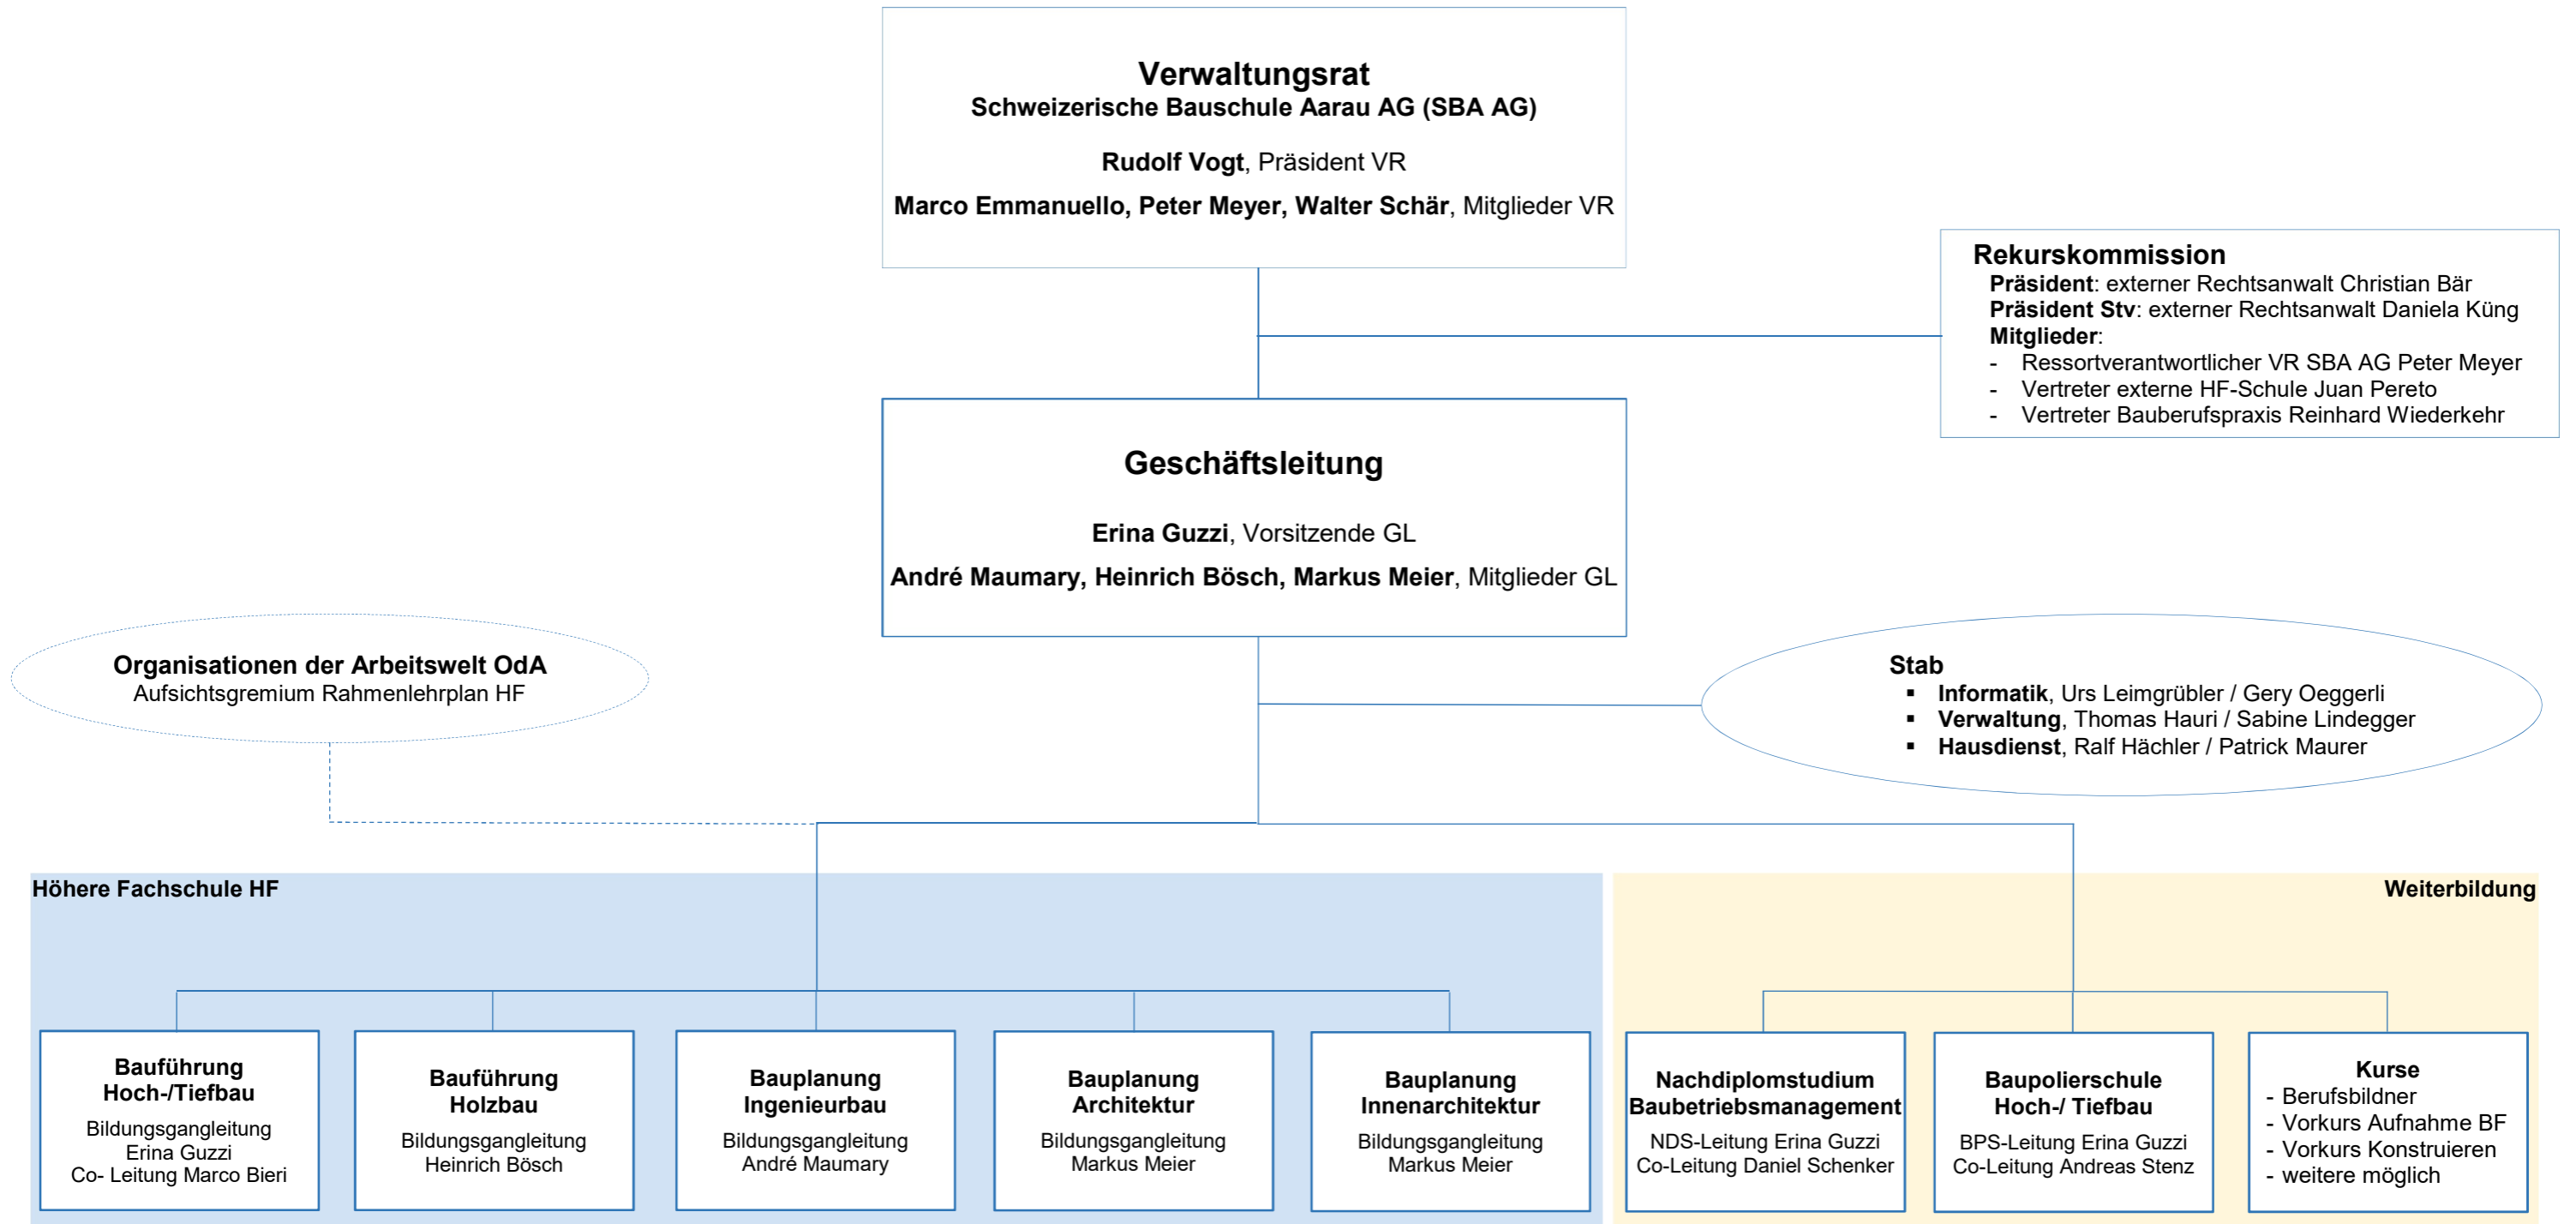 Verwaltungsrat
Schweizerische Bauschule Aarau AG (SBA AG)
Rudolf Vogt, Präsident VR
Marco Emmanuello, Peter Meyer, Walter Schär, Mitglieder VR
Rekurskommission
Präsident: externer Rechtsanwalt Christian Bär
Präsident Stv: externer Rechtsanwalt Daniela Küng
Mitglieder:
- Ressortverantwortlicher VR SBA AG Peter Meyer
- Vertreter externe HF-Schule Juan Pereto
- Vertreter Bauberufspraxis Reinhard Wiederkehr
Geschäftsleitung
Erina Guzzi, Vorsitzende GL
André Maumary, Heinrich Bösch, Markus Meier, Mitglieder GL
Organisationen der Arbeitswelt OdA
Aufsichtsgremium Rahmenlehrplan HF
Stab
▪ Informatik, Urs Leimgrübler / Gery Oeggerli
▪ Verwaltung, Thomas Hauri / Sabine Lindegger
▪ Hausdienst, Ralf Hächler / Patrick Maurer
Höhere Fachschule HF
Bauführung
Hoch-/Tiefbau
Bildungsgangleitung
Erina Guzzi
Co- Leitung Marco Bieri
Bauführung
Holzbau
Bildungsgangleitung
Heinrich Bösch
Bauplanung
Ingenieurbau
Bildungsgangleitung
André Maumary
Bauplanung
Architektur
Bildungsgangleitung
Markus Meier
Bauplanung
Innenarchitektur
Bildungsgangleitung
Markus Meier
Weiterbildung
Nachdiplomstudium
Baubetriebsmanagement
NDS-Leitung Erina Guzzi
Co-Leitung Daniel Schenker
Baupolierschule
Hoch-/ Tiefbau
BPS-Leitung Erina Guzzi
Co-Leitung Andreas Stenz
Kurse
- Berufsbildner
- Vorkurs Aufnahme BF
- Vorkurs Konstruieren
- weitere möglich